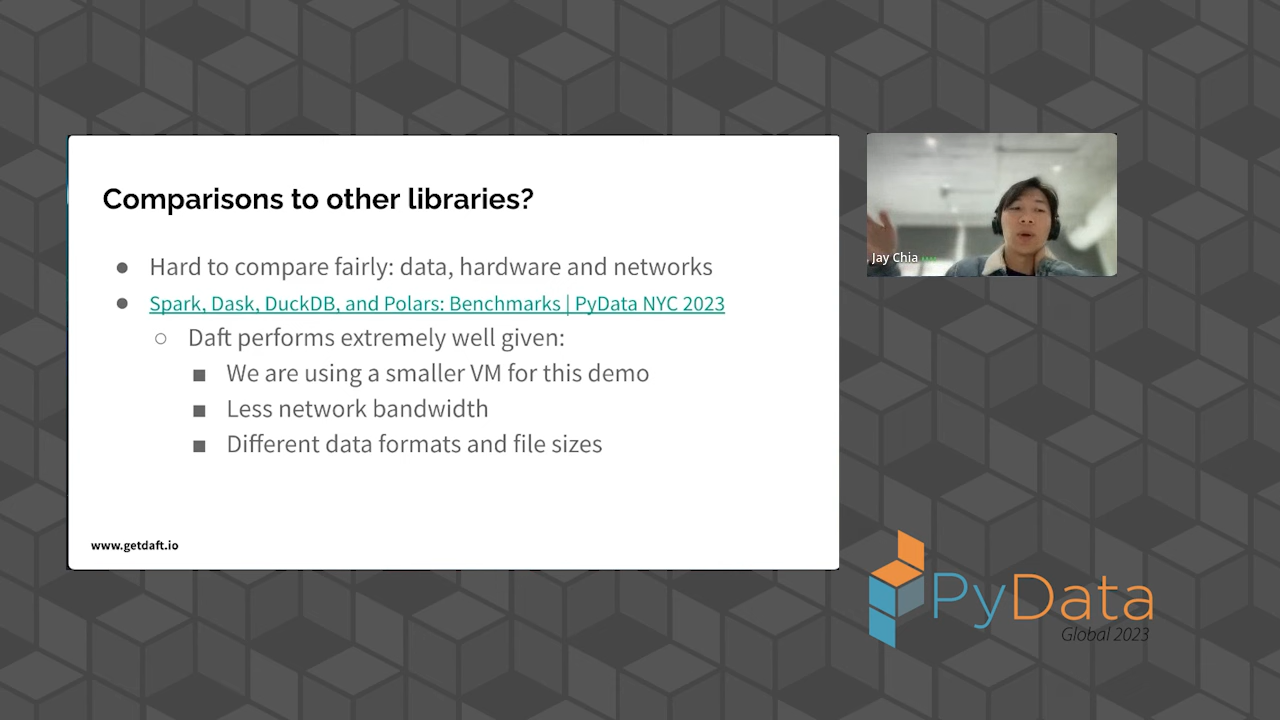 Comparisons to other libraries?
● Hard to compare fairly: data, hardware and networks
● Spark, Dask, DuckDB, and Polars: Benchmarks | PyData NYC 2023
○ Daft performs extremely well given:
■ We are using a smaller VM for this demo
■ Less network bandwidth
■ Different data formats and file sizes
www.getdaft.io
Jay Chia
PyData
Global 2023